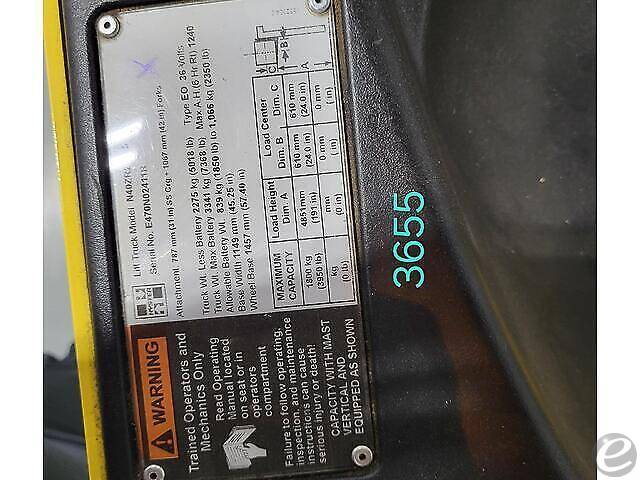 WARNING
Trained Operators and
Mechanics Only
Read Operating
Manual located
on seat or in
operators
compartment
Failure to follow operating,
inspection, and maintenance
instructions can cause
serious injury or death!
CAPACITY WITH MAST
VERTICAL AND
EQUIPPED AS SHOWN
HYSTER
Lift Truck Model
Serial No. E470N02411B
Attachment 787 mm (31 in) SS Crg - 1067 mm (42 in) Forks
Truck Wt. Less Battery 2275 kg (5018 lb) Type EO 36 Volts
Truck Wt. Max Battery 3341 kg (7368 lb) Max A H (6 Hr Rt) 1240
Allowable Battery Wt. 839 kg (1850 lb) to 1,066 kg (2350 lb)
Base Width 1149 mm (45.25 in)
Wheel Base 1457 mm (57.40 in)
C B A
MAXIMUM CAPACITY Load Height Load Center
Dim. A Dim. B Dim. C
4851mm 610 mm 610 mm
(3950 lb) (191 in) (24.0 in) (24.0 in)
kg mm mm 0 mm
(0 lb) (0 in) (0 in) (0 in)
3655
e